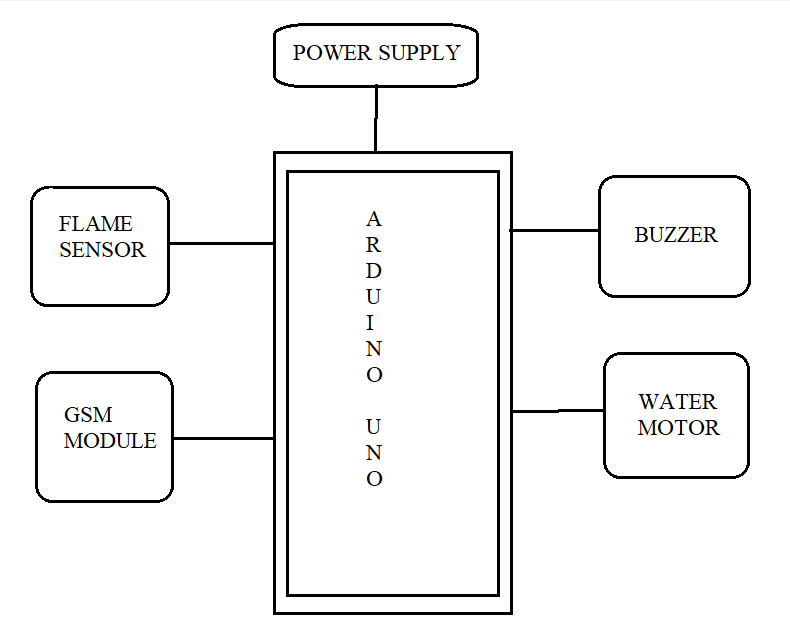 POWER SUPPLY
FLAME
SENSOR
GSM
MODULE
A
R
D
U
I
N
O
U
N
O
BUZZER
WATER
MOTOR